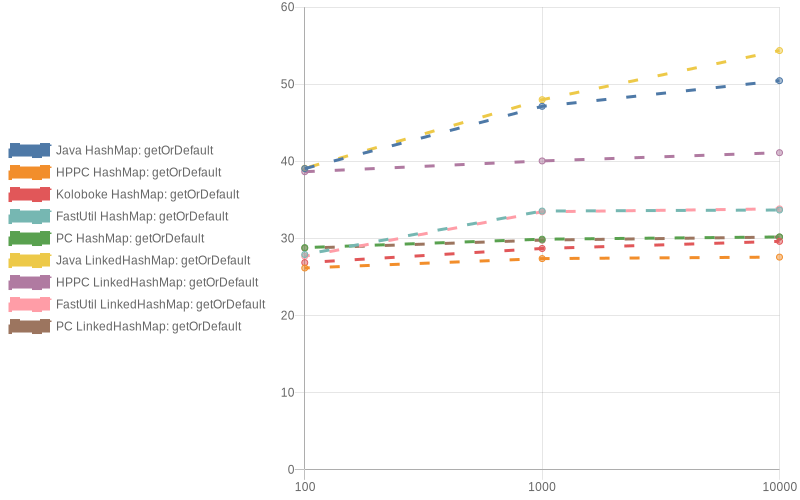 60
50
40
30
20
10
0
100
1000
10000
Java HashMap: getOrDefault
HPPC HashMap: getOrDefault
Koloboke HashMap: getOrDefault
FastUtil HashMap: getOrDefault
PC HashMap: getOrDefault
Java LinkedHashMap: getOrDefault
HPPC LinkedHashMap: getOrDefault
FastUtil LinkedHashMap: getOrDefault
PC LinkedHashMap: getOrDefault